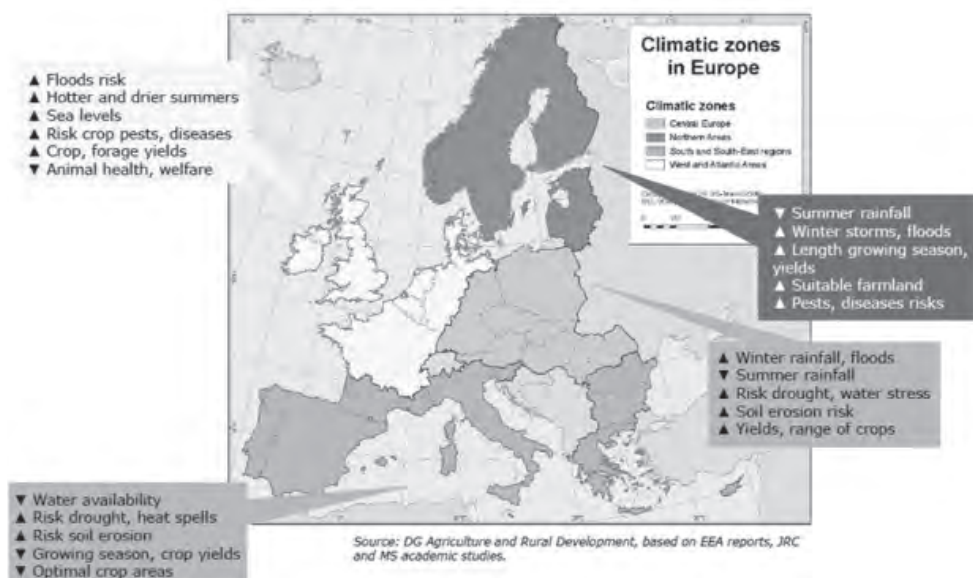 Climatic zones
in Europe
Climatic zones
Central Europe
Northern Areas
South and South-East regions
West and Atlantic Areas
▲ Floods risk
▲ Hotter and drier summers
▲ Sea levels
▲ Risk crop pests, diseases
▲ Crop, forage yields
▼ Animal health, welfare
▼ Summer rainfall
▲ Winter storms, floods
▲ Length growing season,
yields
▲ Suitable farmland
▲ Pests, diseases risks
▲ Winter rainfall, floods
▼ Summer rainfall
▲ Risk drought, water stress
▲ Soil erosion risk
▲ Yields, range of crops
▼ Water availability
▲ Risk drought, heat spells
▲ Risk soil erosion
▼ Growing season, crop yields
▼ Optimal crop areas
Source: DG Agriculture and Rural Development, based on EEA reports, JRC
and MS academic studies.